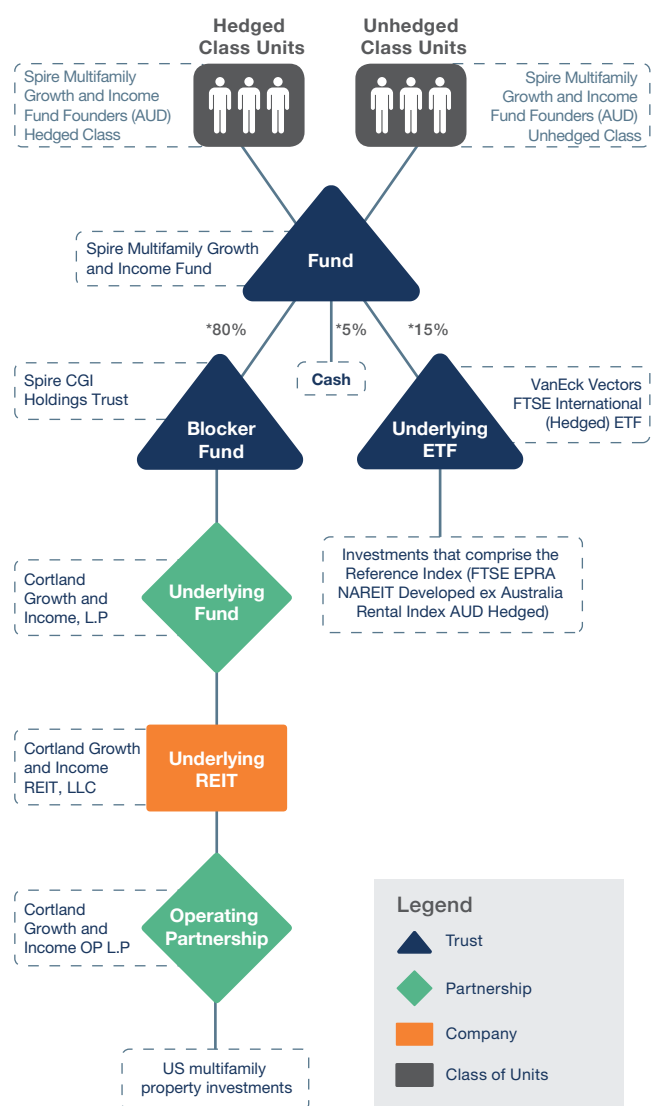 Hedged
Class Units
Unhedged
Class Units
Spire Multifamily
Growth and Income
Fund Founders (AUD)
Hedged Class
Spire Multifamily
Growth and Income
Fund Founders (AUD)
Unhedged Class
Spire Multifamily Growth
and Income Fund
Fund
*80%
*5%
*15%
Spire CGI
Holdings Trust
Blocker
Fund
Cash
Underlying
ETF
VanEck Vectors
FTSE International
(Hedged) ETF
Cortland
Growth and
Income, L.P
Underlying
Fund
Investments that comprise the
Reference Index (FTSE EPRA
NAREIT Developed ex Australia
Rental Index AUD Hedged)
Cortland Growth
and Income
REIT, LLC
Underlying
REIT
Cortland
Growth and
Income OP L.P
Operating
Partnership
US multifamily
property investments
Legend
Trust
Partnership
Company
Class of Units